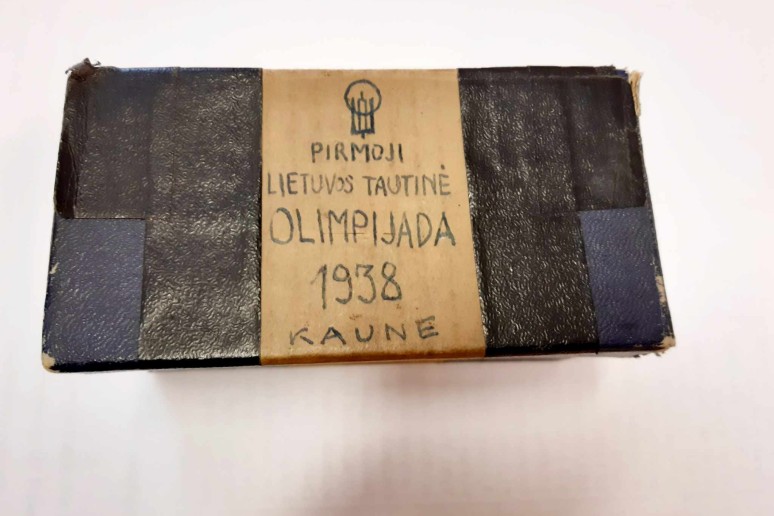 PIRMOJI
LIETUVOS TAUTINĖ
OLIMPIJADA
1938
KAUNE